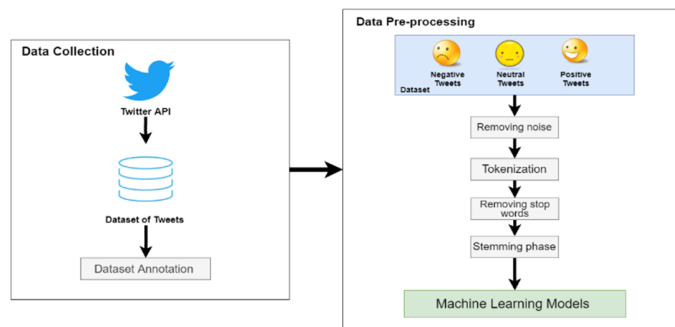 Data Collection
Twitter API
Dataset of Tweets
Dataset Annotation
Data Pre-processing
Negative
Tweets
Neutral
Tweets
Positive
Tweets
Dataset
Removing noise
Tokenization
Removing stop
words
Stemming phase
Machine Learning Models